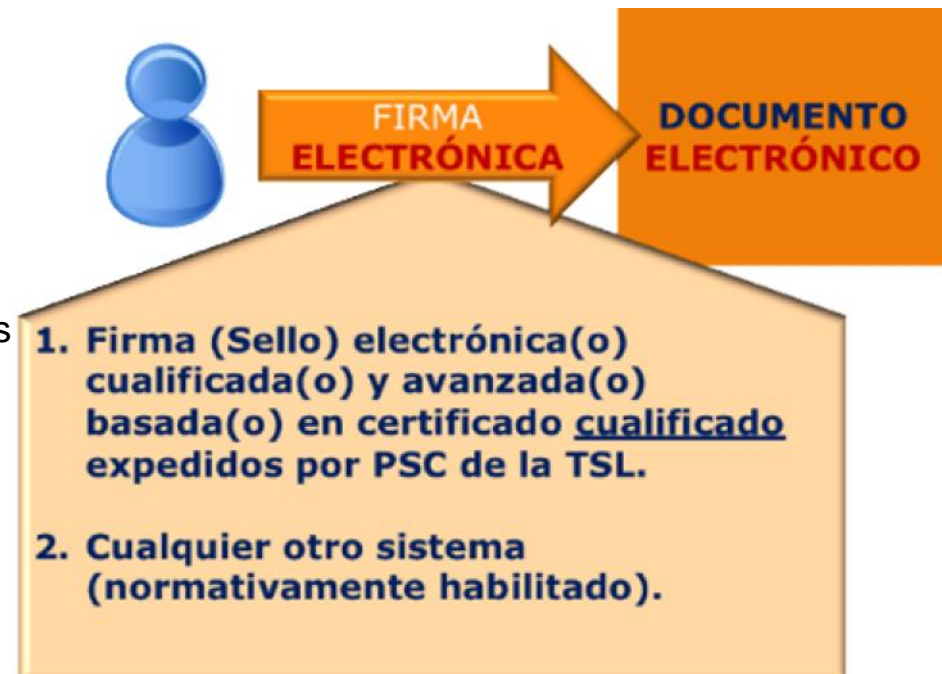 FIRMA
ELECTRÓNICA
DOCUMENTO
ELECTRÓNICO
s
1. Firma (Sello) electrónica(o)
cualificada(o) y avanzada(o)
basada(o) en certificado cualificado
expedidos por PSC de la TSL.
2. Cualquier otro sistema
(normativamente habilitado).